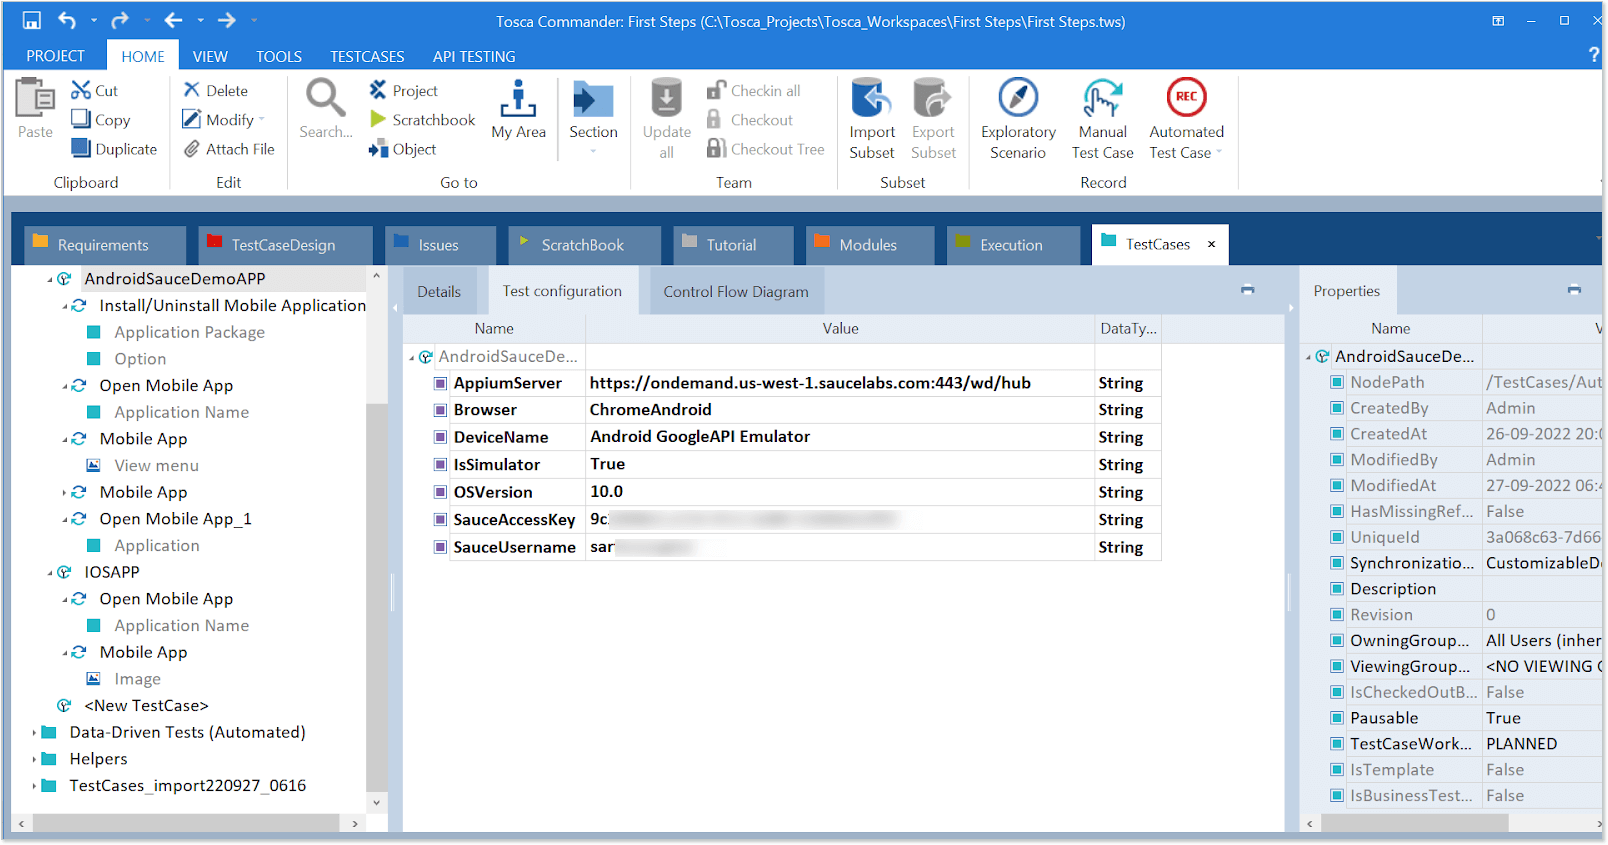 Tosca Commander: First Steps (C:\Tosca_Projects\Tosca_Workspaces\First Steps\First Steps.tws)
PROJECT HOME VIEW TOOLS TESTCASES API TESTING ?
Paste
Cut
Copy
Duplicate
Clipboard
Delete
Modify
Attach File
Edit
Search...
Project
Scratchbook
Object
My Area
Go to
Section
Update
all
Checkin all
Checkout
Checkout Tree
Team
Import
Subset
Export
Subset
Subset
Exploratory
Scenario
Manual
Test Case
REC
Automated
Test Case
Record
Requirements TestCaseDesign Issues ScratchBook Tutorial Modules Execution TestCases ×
AndroidSauceDemoAPP
Install/Uninstall Mobile Application
Application Package
Option
Open Mobile App
Application Name
Mobile App
View menu
Mobile App
Open Mobile App_1
Application
IOSAPP
Open Mobile App
Application Name
Mobile App
Image
<New TestCase>
Data-Driven Tests (Automated)
Helpers
TestCases_import220927_0616
Details Test configuration Control Flow Diagram
Name Value DataTy...
AndroidSauceDe...
AppiumServer https://ondemand.us-west-1.saucelabs.com:443/wd/hub String
Browser ChromeAndroid String
DeviceName Android GoogleAPI Emulator String
IsSimulator True String
OSVersion 10.0 String
SauceAccessKey String
SauceUsername String
Properties
Name
AndroidSauceDe...
NodePath /TestCases/Aut
CreatedBy Admin
CreatedAt 26-09-2022 20:
ModifiedBy Admin
ModifiedAt 27-09-2022 06:
HasMissingRef... False
UniqueId 3a068c63-7d66
Synchronizatio... CustomizableD
Description
Revision 0
OwningGroup... All Users (inher
ViewingGroup... <NO VIEWING
IsCheckedOutB... False
Pausable True
TestCaseWork... PLANNED
IsTemplate False
IsBusinessTest... False